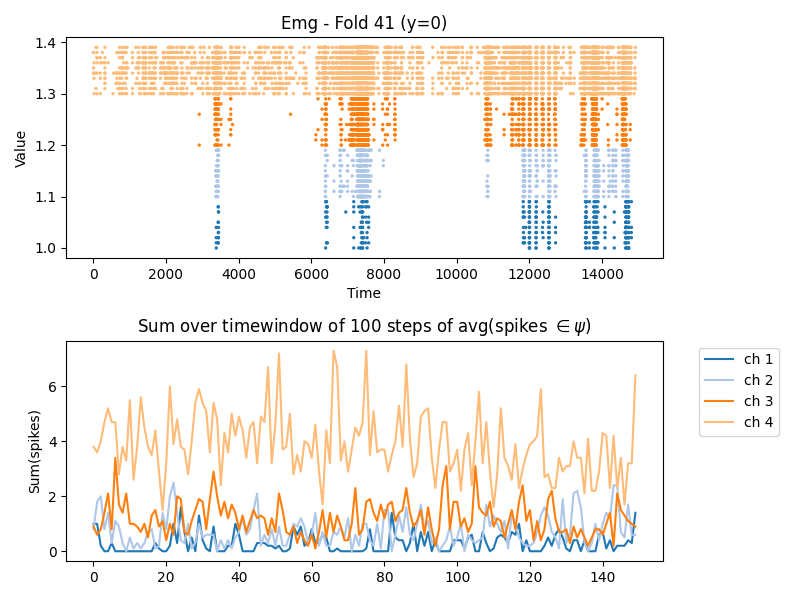 Emg - Fold 41 (y=0)
1.4
1.3
1.2
1.1
1.0
Value
0 2000 4000 6000 8000 10000 12000 14000
Time
Sum over timewindow of 100 steps of avg(spikes ∈ ψ)
6
4
2
0
Sum(spikes)
0 20 40 60 80 100 120 140
ch 1
ch 2
ch 3
ch 4